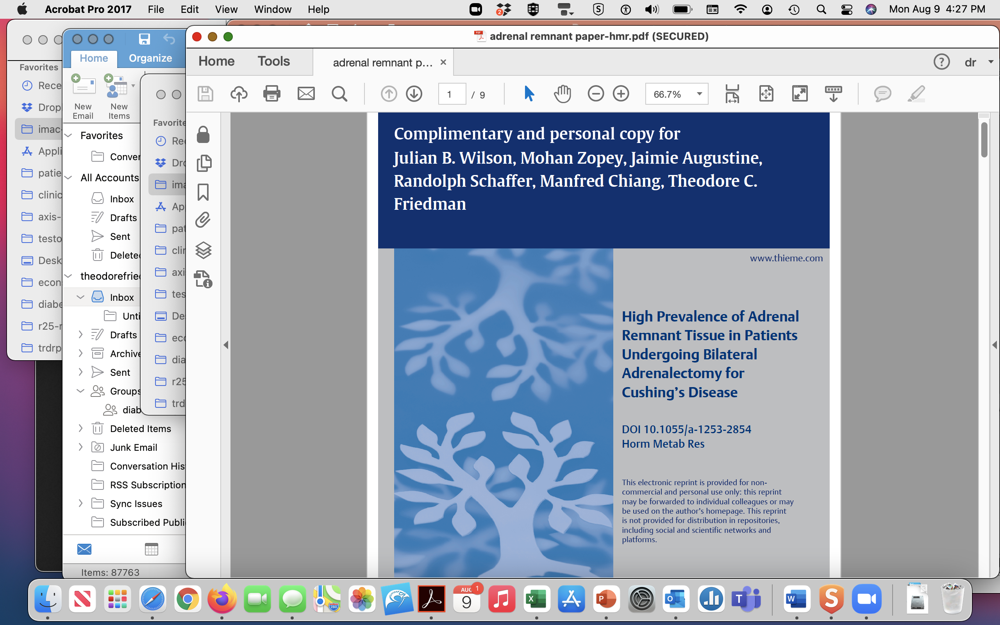 Acrobat Pro 2017 File Edit View Window Help
2
S
Mon Aug 9 4:27 PM
adrenal remnant paper-hmr.pdf (SECURED)
Home Organize
Home Tools
adrenal remnant p... ×
? dr
Favorites
New Email
New Items
1 / 9
66.7%
Favorites
Conver
All Accounts
Inbox
Drafts
Sent
theodorefrie
Inbox
Unti
Drafts
Archive
Sent
Groups
diab
Deleted Items
Junk Email
Conversation His
RSS Subscription
Sync Issues
Subscribed Publi
Items: 87763
Rece
Drop
imac-
Appli
patie
clinic
axis-
testo
Desk
econ
diabe
r25-r
trdrp
Favorite
Rec
Dro
ima
App
pat
clin
axi
tes
De
eco
dia
r25
trd
Complimentary and personal copy for
Julian B. Wilson, Mohan Zopey, Jaimie Augustine,
Randolph Schaffer, Manfred Chiang, Theodore C.
Friedman
www.thieme.com
High Prevalence of Adrenal
Remnant Tissue in Patients
Undergoing Bilateral
Adrenalectomy for
Cushing’s Disease
DOI 10.1055/a-1253-2854
Horm Metab Res
This electronic reprint is provided for non-
commercial and personal use only: this reprint
may be forwarded to individual colleagues or may
be used on the author’s homepage. This reprint
is not provided for distribution in repositories,
including social and scientific networks and
platforms.
AUG
1
9
280
X
P
O
T
W
S